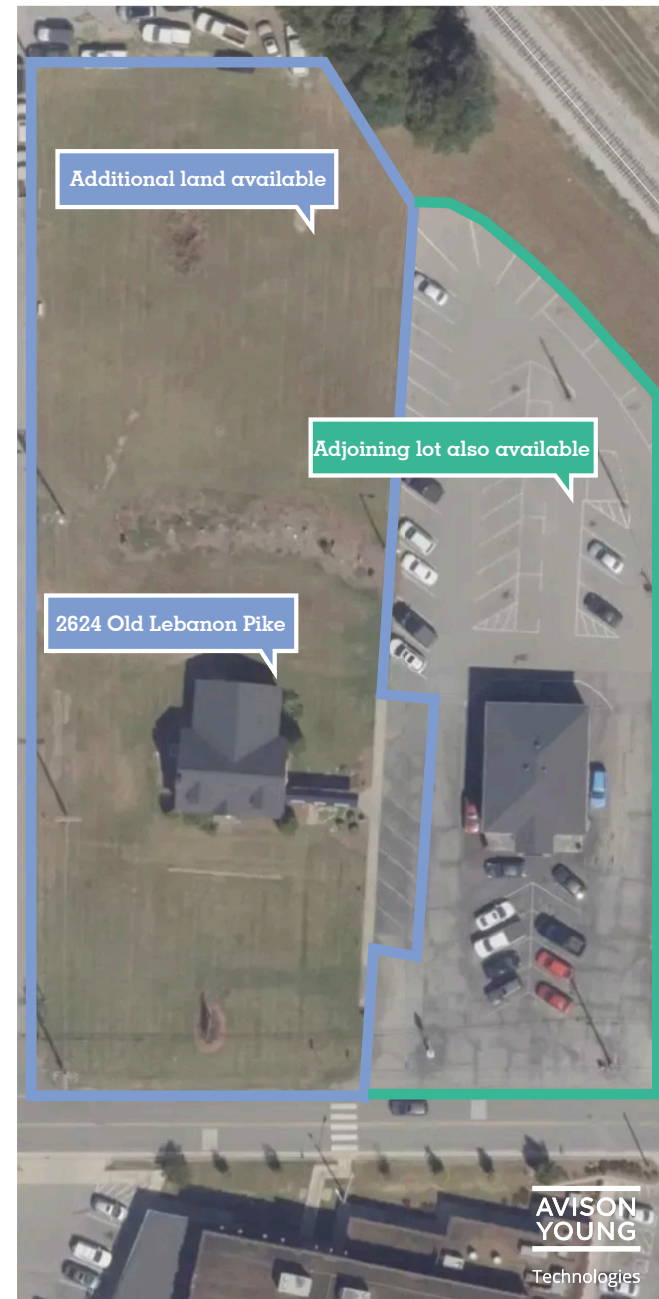 Additional land available
Adjoining lot also available
2624 Old Lebanon Pike
AVISON
YOUNG
Technologies